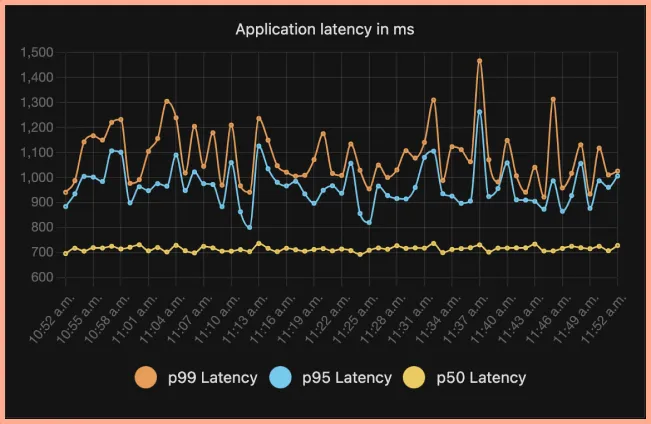 Application latency in ms
1,500
1,400
1,300
1,200
1,100
1,000
900
800
700
600
10:52 a.m.
10:55 a.m.
10:58 a.m.
11:01 a.m.
11:04 a.m.
11:07 a.m.
11:10 a.m.
11:13 a.m.
11:16 a.m.
11:19 a.m.
11:22 a.m.
11:25 a.m.
11:28 a.m.
11:31 a.m.
11:34 a.m.
11:37 a.m.
11:40 a.m.
11:43 a.m.
11:46 a.m.
11:49 a.m.
11:52 a.m.
p99 Latency p95 Latency p50 Latency